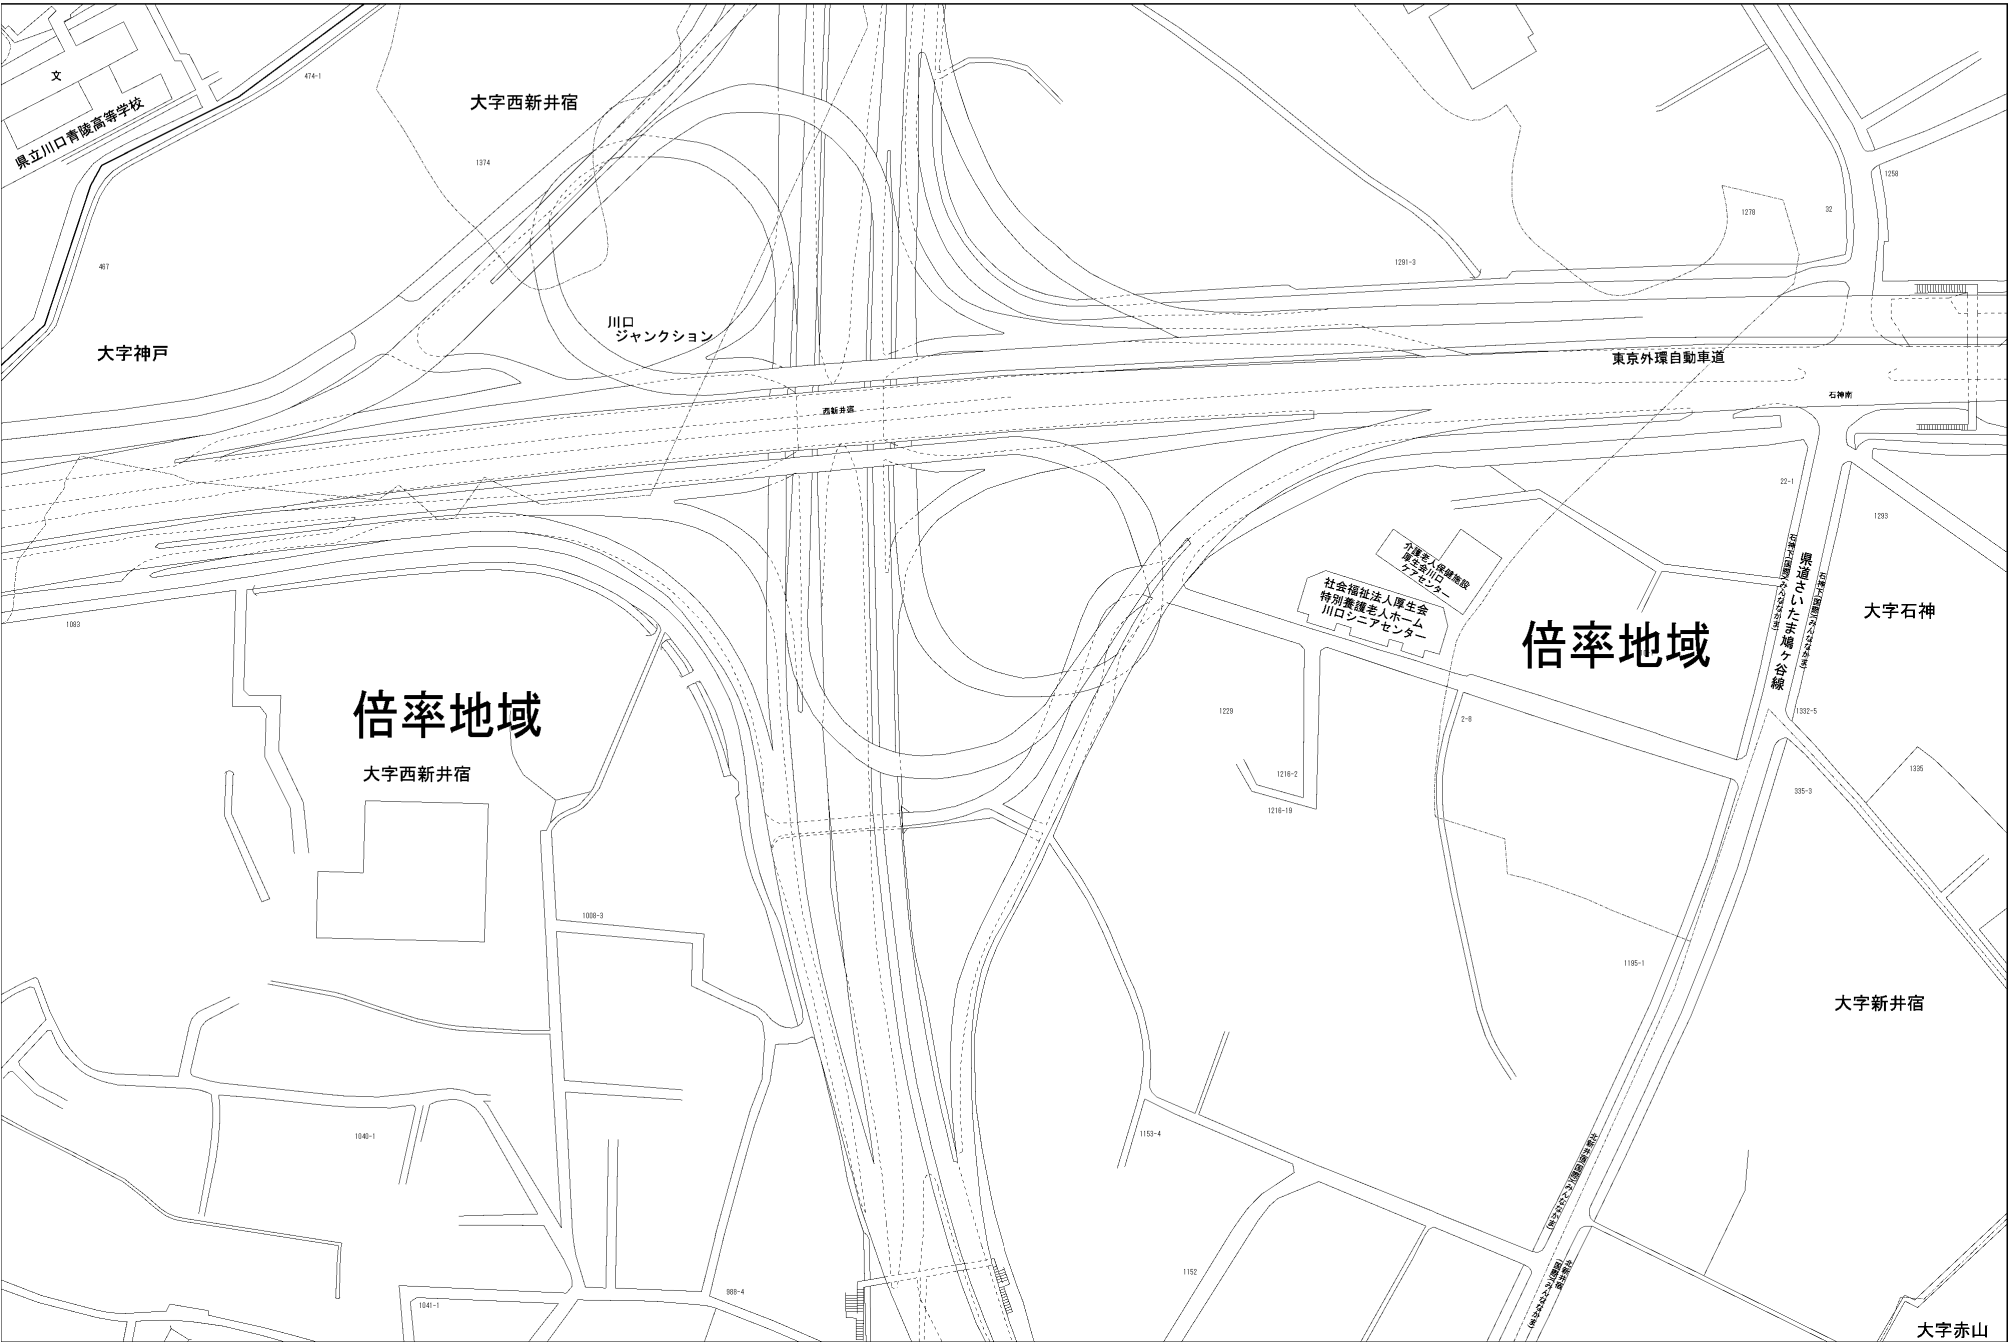 文
県立川口青陵高等学校
474-1
大字西新井宿
1374
467
大字神戸
川口
ジャンクション
西新井宿
1258
1278
32
1291-3
東京外環自動車道
石神南
22-1
1293
大字石神
県道さいたま鳩ヶ谷線
介護老人保健施設
厚生会川口
ケアセンター
社会福祉法人厚生会
特別養護老人ホーム
川口シニアセンター
倍率地域
1083
倍率地域
大字西新井宿
1229
2-8
1332-5
1216-2
1216-19
1335
335-3
1008-3
1195-1
大字新井宿
1040-1
1153-4
1152
1041-1
988-4
大字赤山